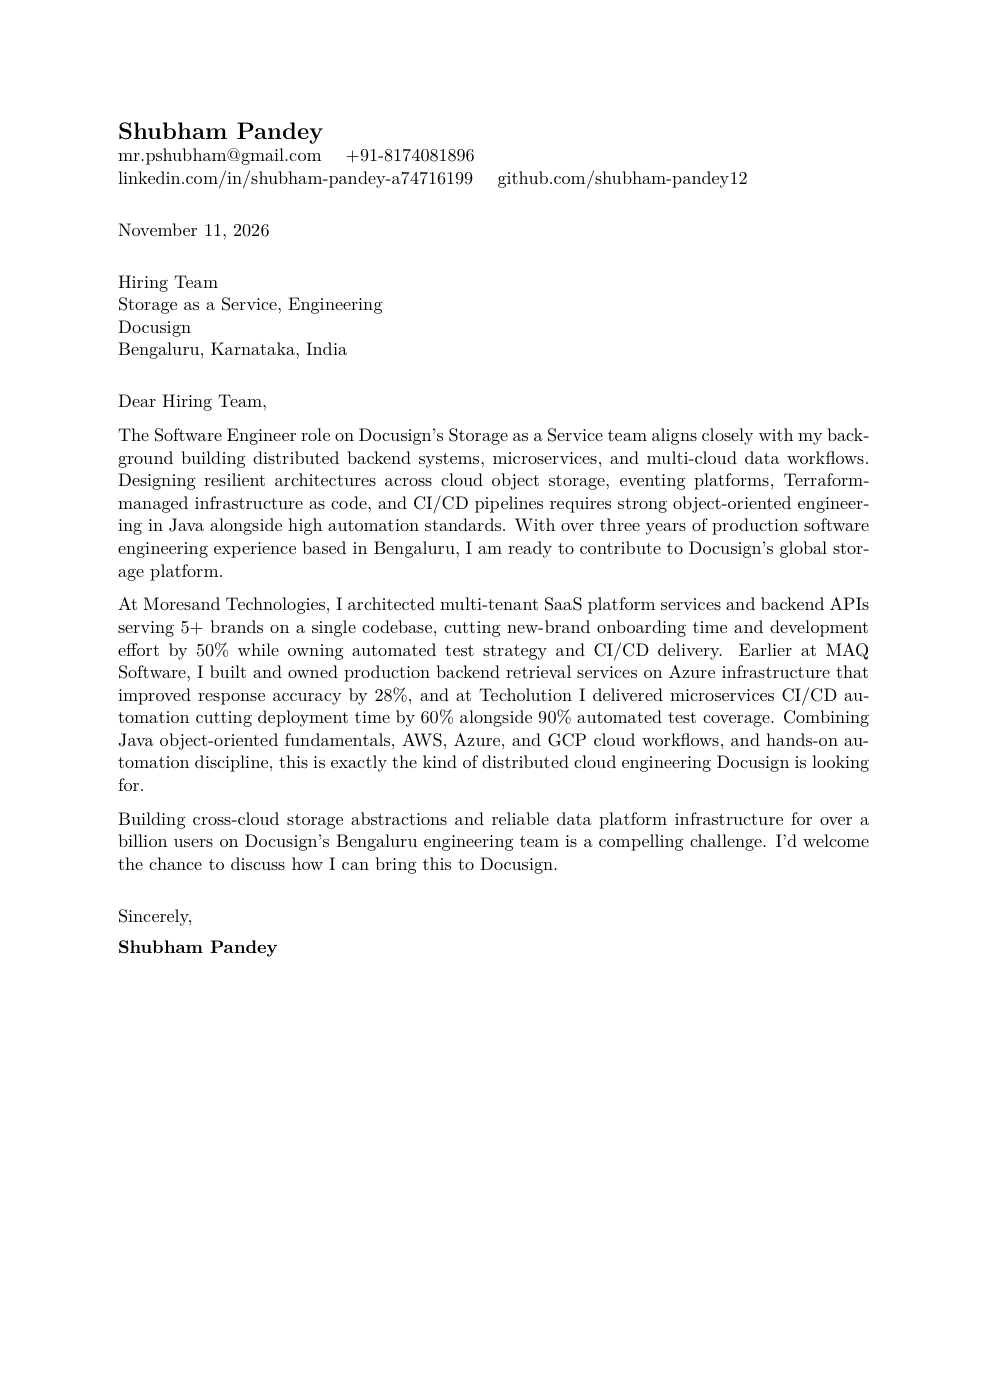 Shubham Pandey
mr.pshubham@gmail.com +91-8174081896
linkedin.com/in/shubham-pandey-a74716199 github.com/shubham-pandey12
November 11, 2026
Hiring Team
Storage as a Service, Engineering
Docusign
Bengaluru, Karnataka, India
Dear Hiring Team,
The Software Engineer role on Docusign's Storage as a Service team aligns closely with my back-
ground building distributed backend systems, microservices, and multi-cloud data workflows.
Designing resilient architectures across cloud object storage, eventing platforms, Terraform-
managed infrastructure as code, and CI/CD pipelines requires strong object-oriented engineer-
ing in Java alongside high automation standards. With over three years of production software
engineering experience based in Bengaluru, I am ready to contribute to Docusign's global stor-
age platform.
At Moresand Technologies, I architected multi-tenant SaaS platform services and backend APIs
serving 5+ brands on a single codebase, cutting new-brand onboarding time and development
effort by 50% while owning automated test strategy and CI/CD delivery. Earlier at MAQ
Software, I built and owned production backend retrieval services on Azure infrastructure that
improved response accuracy by 28%, and at Techolution I delivered microservices CI/CD au-
tomation cutting deployment time by 60% alongside 90% automated test coverage. Combining
Java object-oriented fundamentals, AWS, Azure, and GCP cloud workflows, and hands-on au-
tomation discipline, this is exactly the kind of distributed cloud engineering Docusign is looking
for.
Building cross-cloud storage abstractions and reliable data platform infrastructure for over a
billion users on Docusign's Bengaluru engineering team is a compelling challenge. I'd welcome
the chance to discuss how I can bring this to Docusign.
Sincerely,
Shubham Pandey